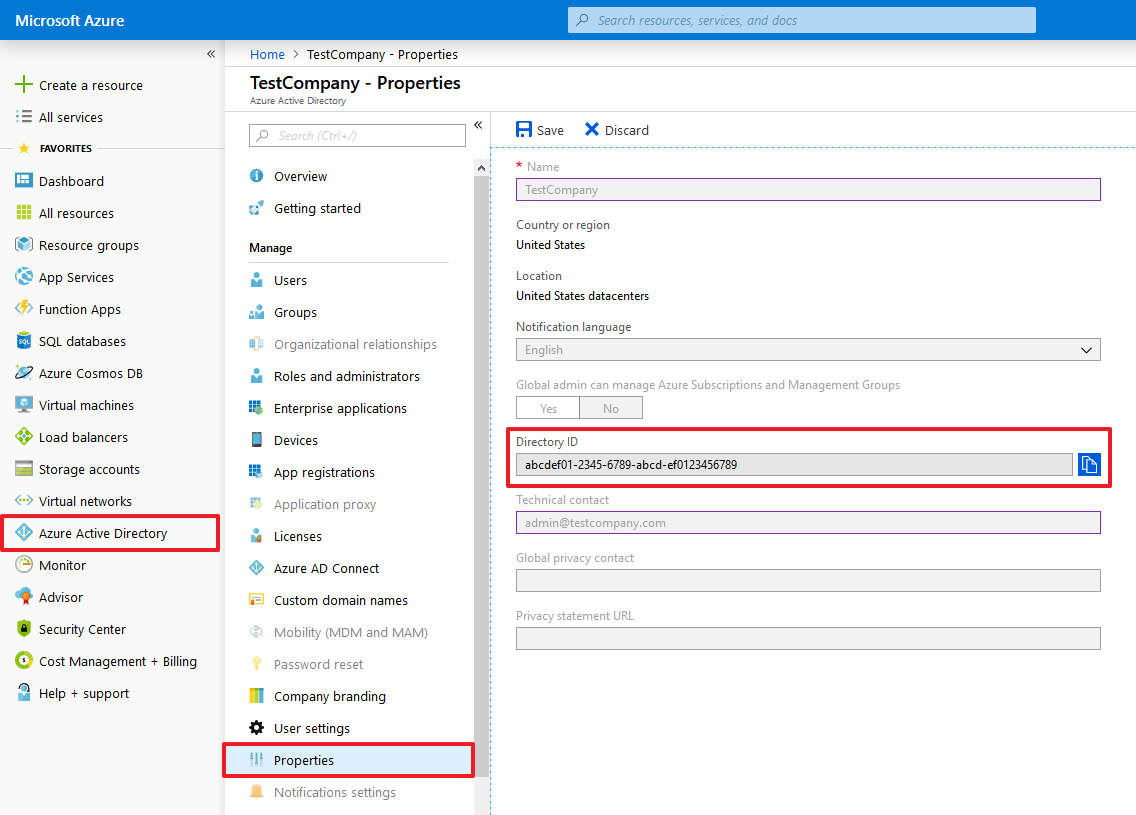 Microsoft Azure
Search resources, services, and docs
«
Create a resource
All services
FAVORITES
Dashboard
All resources
Resource groups
App Services
Function Apps
SQL databases
Azure Cosmos DB
Virtual machines
Load balancers
Storage accounts
Virtual networks
Azure Active Directory
Monitor
Advisor
Security Center
Cost Management + Billing
Help + support
Home > TestCompany - Properties
TestCompany - Properties
Azure Active Directory
Search (Ctrl+/)
«
Overview
Getting started
Manage
Users
Groups
Organizational relationships
Roles and administrators
Enterprise applications
Devices
App registrations
Application proxy
Licenses
Azure AD Connect
Custom domain names
Mobility (MDM and MAM)
Password reset
Company branding
User settings
Properties
Notifications settings
Save Discard
* Name
TestCompany
Country or region
United States
Location
United States datacenters
Notification language
English
Global admin can manage Azure Subscriptions and Management Groups
Yes No
Directory ID
abcdef01-2345-6789-abcd-ef0123456789
Technical contact
admin@testcompany.com
Global privacy contact
Privacy statement URL